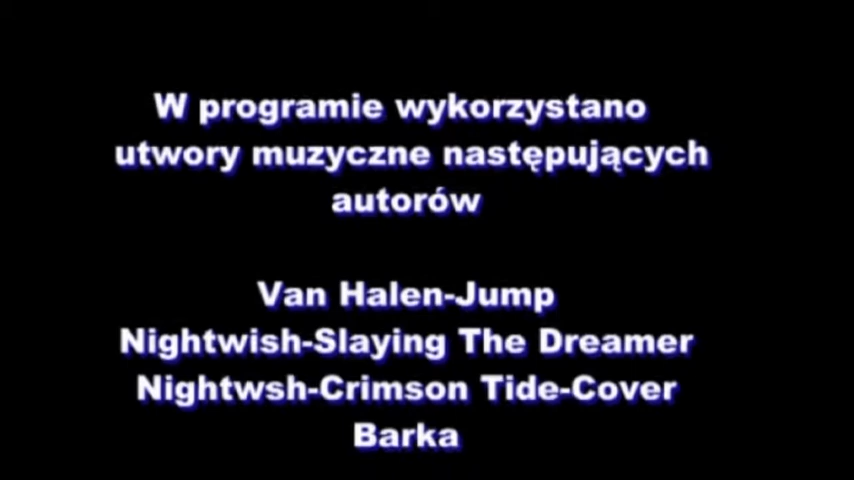 W programie wykorzystano
utwory muzyczne następujących
autorów
Van Halen-Jump
Nightwish-Slaying The Dreamer
Nightwsh-Crimson Tide-Cover
Barka